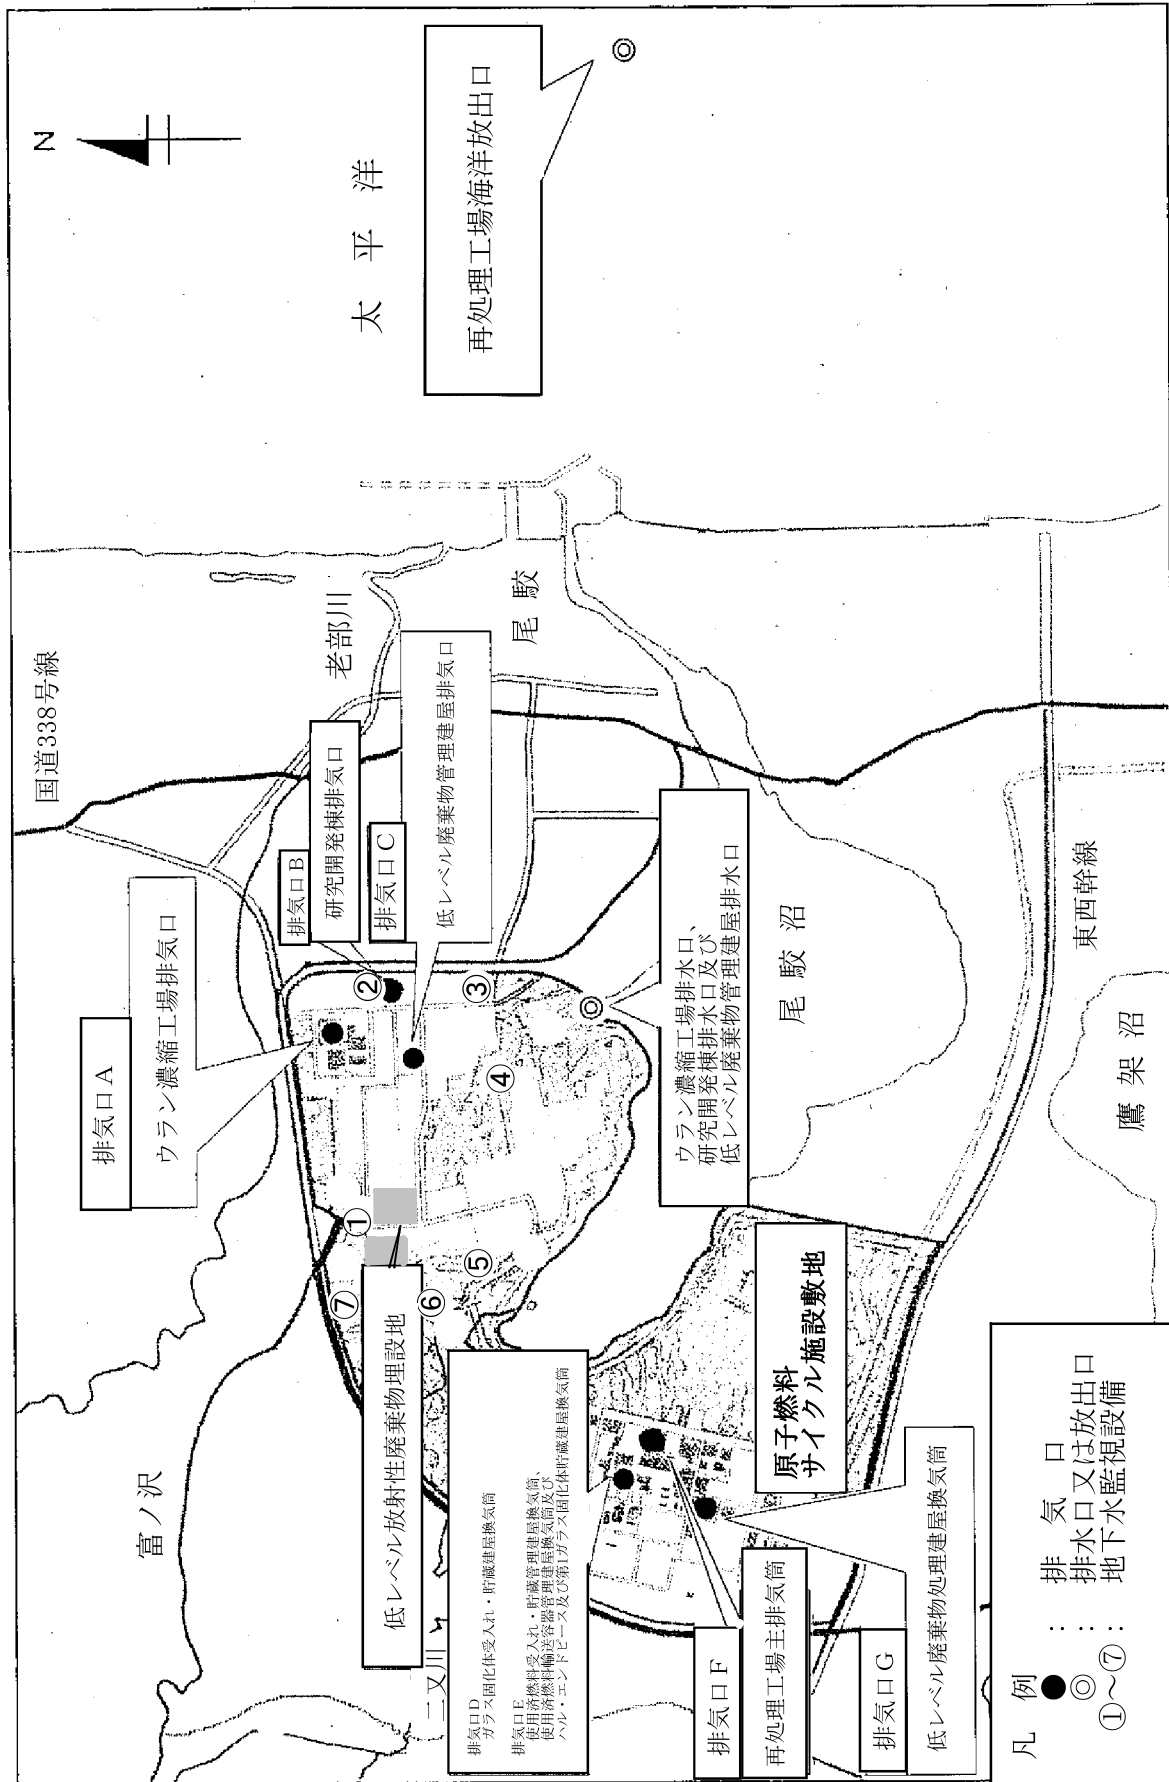 N
太平洋
再処理工場海洋放出口
国道338号線
老部川
尾駮
排気口A
ウラン濃縮工場排気口
排気口B
研究開発棟排気口
排気口C
低レベル廃棄物管理建屋排気口
富ノ沢
①
②
③
④
⑤
⑥
⑦
低レベル放射性廃棄物埋設地
ウラン濃縮工場排水口、
研究開発棟排水口及び
低レベル廃棄物管理建屋排水口
尾駮沼
二又川
排気口D
ガラス固化体受入れ・貯蔵建屋換気筒
排気口E
使用済燃料受入れ・貯蔵管理建屋換気筒、
使用済燃料輸送容器管理建屋換気筒及び
ハル・エンドピース及び第1ガラス固化体貯蔵建屋換気筒
原子燃料
サイクル施設敷地
東西幹線
鷹架沼
排気口F
再処理工場主排気筒
排気口G
低レベル廃棄物処理建屋換気筒
凡例
● : 排気口
◎ : 排水口又は放出口
①～⑦ : 地下水監視設備